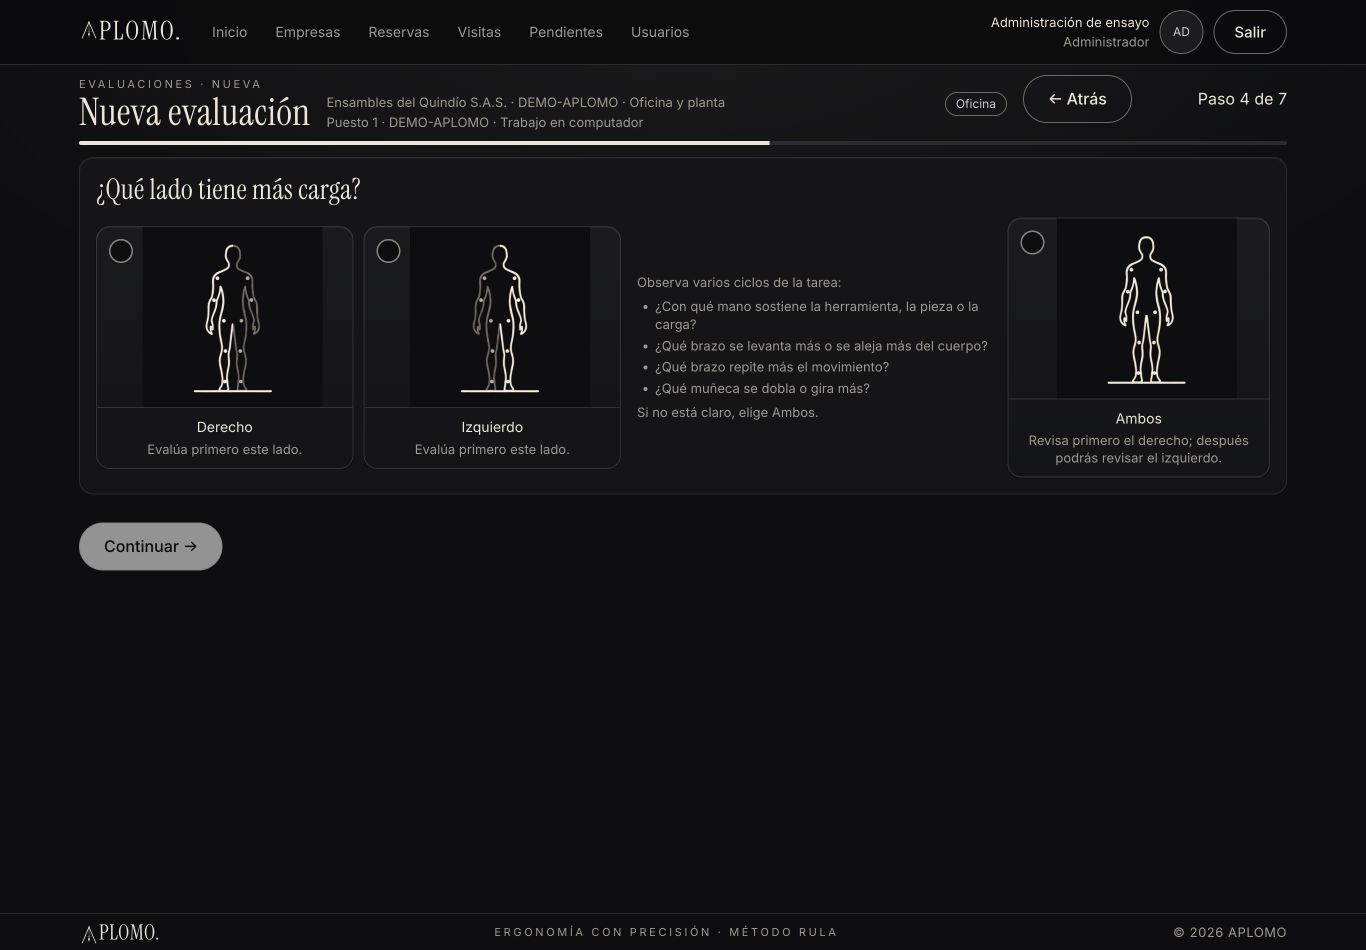 APLOMO.
Inicio
Empresas
Reservas
Visitas
Pendientes
Usuarios
Administración de ensayo
Administrador
AD
Salir
EVALUACIONES · NUEVA
Nueva evaluación
Ensambles del Quindío S.A.S. · DEMO-APLOMO · Oficina y planta
Puesto 1 · DEMO-APLOMO · Trabajo en computador
Oficina
← Atrás
Paso 4 de 7
¿Qué lado tiene más carga?
Derecho
Evalúa primero este lado.
Izquierdo
Evalúa primero este lado.
Observa varios ciclos de la tarea:
• ¿Con qué mano sostiene la herramienta, la pieza o la
carga?
• ¿Qué brazo se levanta más o se aleja más del cuerpo?
• ¿Qué brazo repite más el movimiento?
• ¿Qué muñeca se dobla o gira más?
Si no está claro, elige Ambos.
Ambos
Revisa primero el derecho; después
podrás revisar el izquierdo.
Continuar →
APLOMO.
ERGONOMÍA CON PRECISIÓN · MÉTODO RULA
© 2026 APLOMO